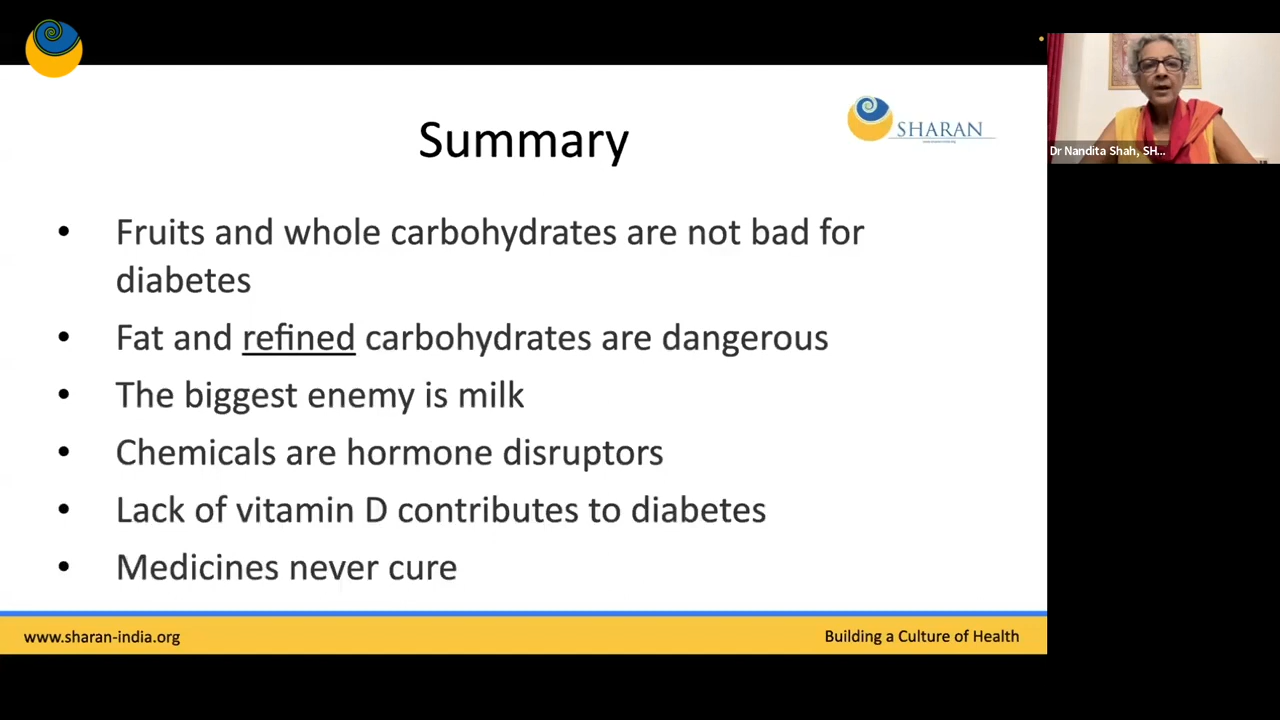 Summary
SHARAN
• Fruits and whole carbohydrates are not bad for
diabetes
• Fat and refined carbohydrates are dangerous
• The biggest enemy is milk
• Chemicals are hormone disruptors
• Lack of vitamin D contributes to diabetes
• Medicines never cure
www.sharan-india.org
Building a Culture of Health
Dr Nandita Shah, SH...